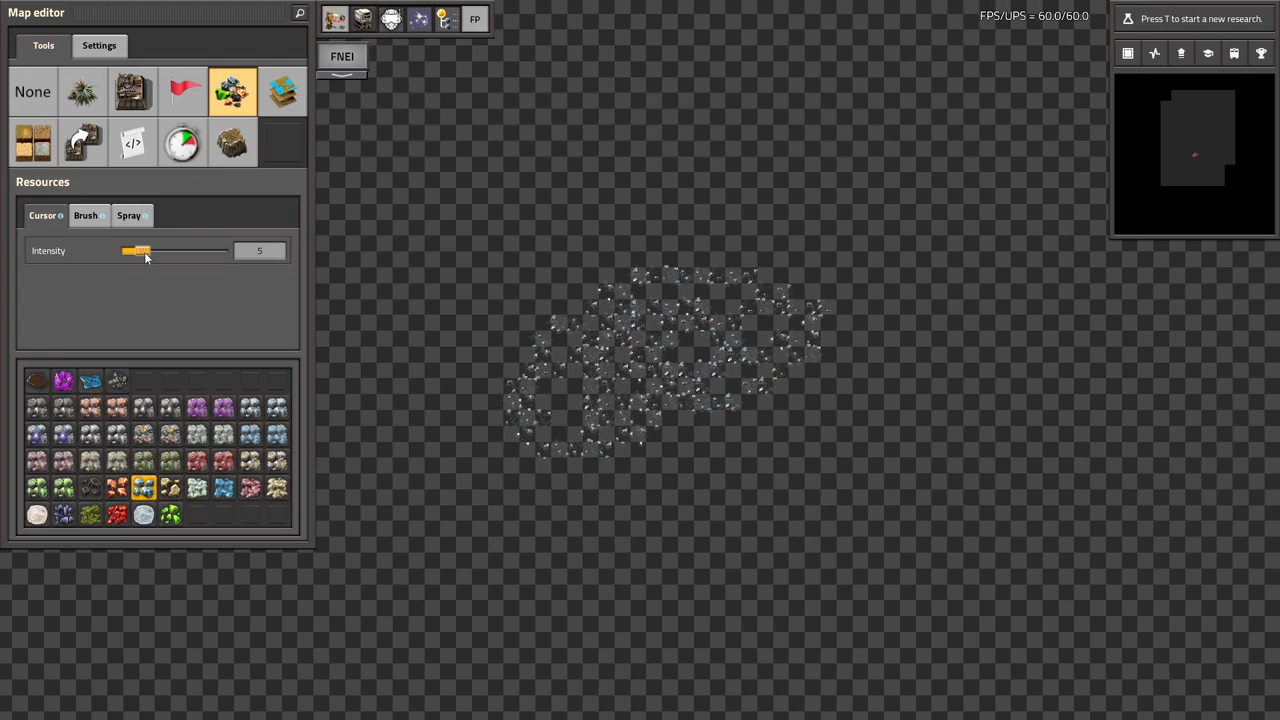 Map editor
Tools
Settings
None
</>
Resources
Cursor
Brush
Spray
Intensity
5
FP
FNEI
FPS/UPS = 60.0/60.0
Press T to start a new research.